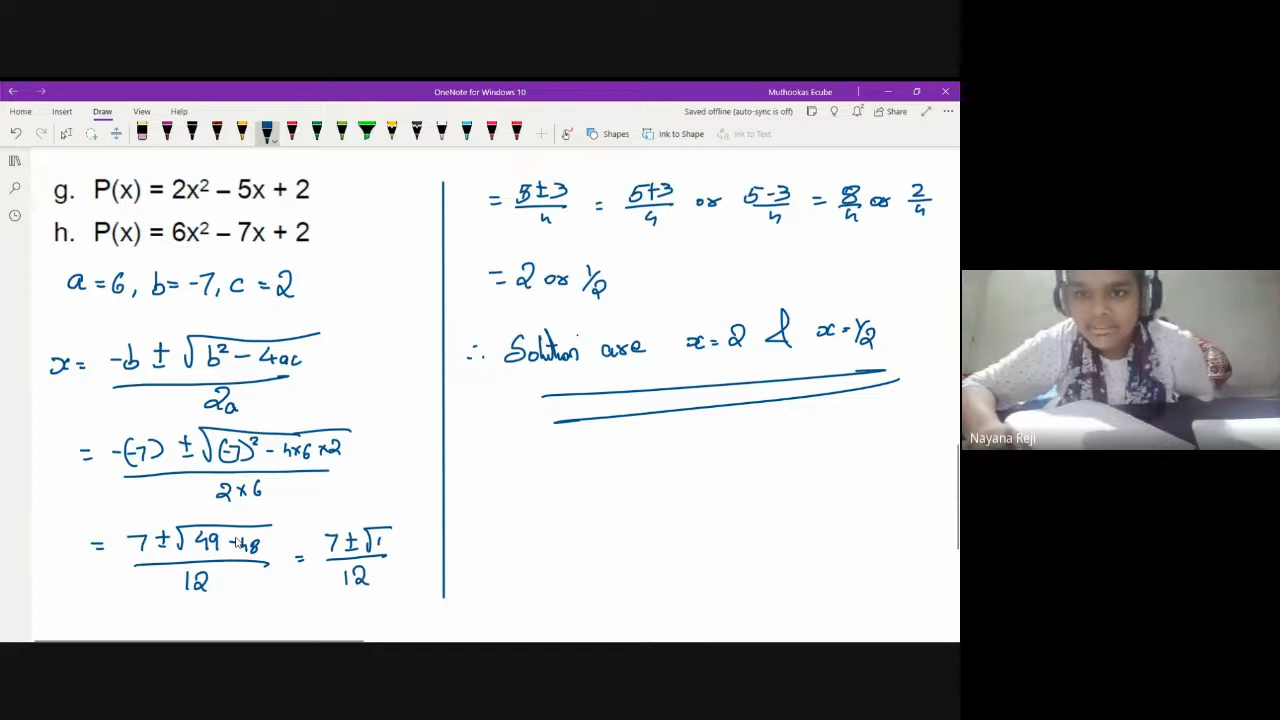 OneNote for Windows 10
Muthookas Ecube
Home Insert Draw View Help
Saved offline (auto-sync is off)
Share
Shapes
Ink to Shape
Ink to Text
g. P(x) = 2x² – 5x + 2
h. P(x) = 6x² – 7x + 2
a = 6, b = -7, c = 2
x = -b ± √b² - 4ac / 2a
= -(-7) ± √(-7)² - 4×6×2 / 2×6
= 7 ± √49 - 48 / 12 = 7 ± √1 / 12
= 5±3/4 = 5+3/4 or 5-3/4 = 8/4 or 2/4
= 2 or 1/2
∴ Solution are x = 2 & x = 1/2
Nayana Reji